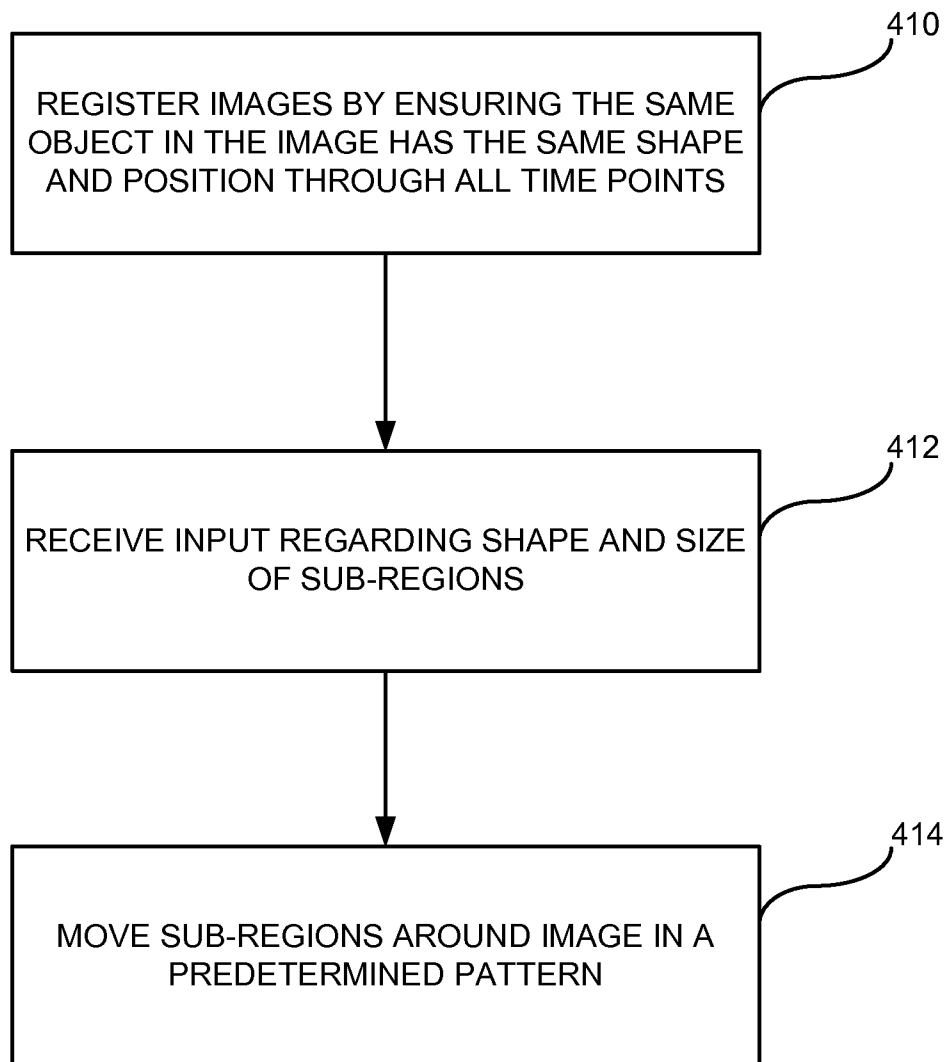 410
REGISTER IMAGES BY ENSURING THE SAME
OBJECT IN THE IMAGE HAS THE SAME SHAPE
AND POSITION THROUGH ALL TIME POINTS
412
RECEIVE INPUT REGARDING SHAPE AND SIZE
OF SUB-REGIONS
414
MOVE SUB-REGIONS AROUND IMAGE IN A
PREDETERMINED PATTERN